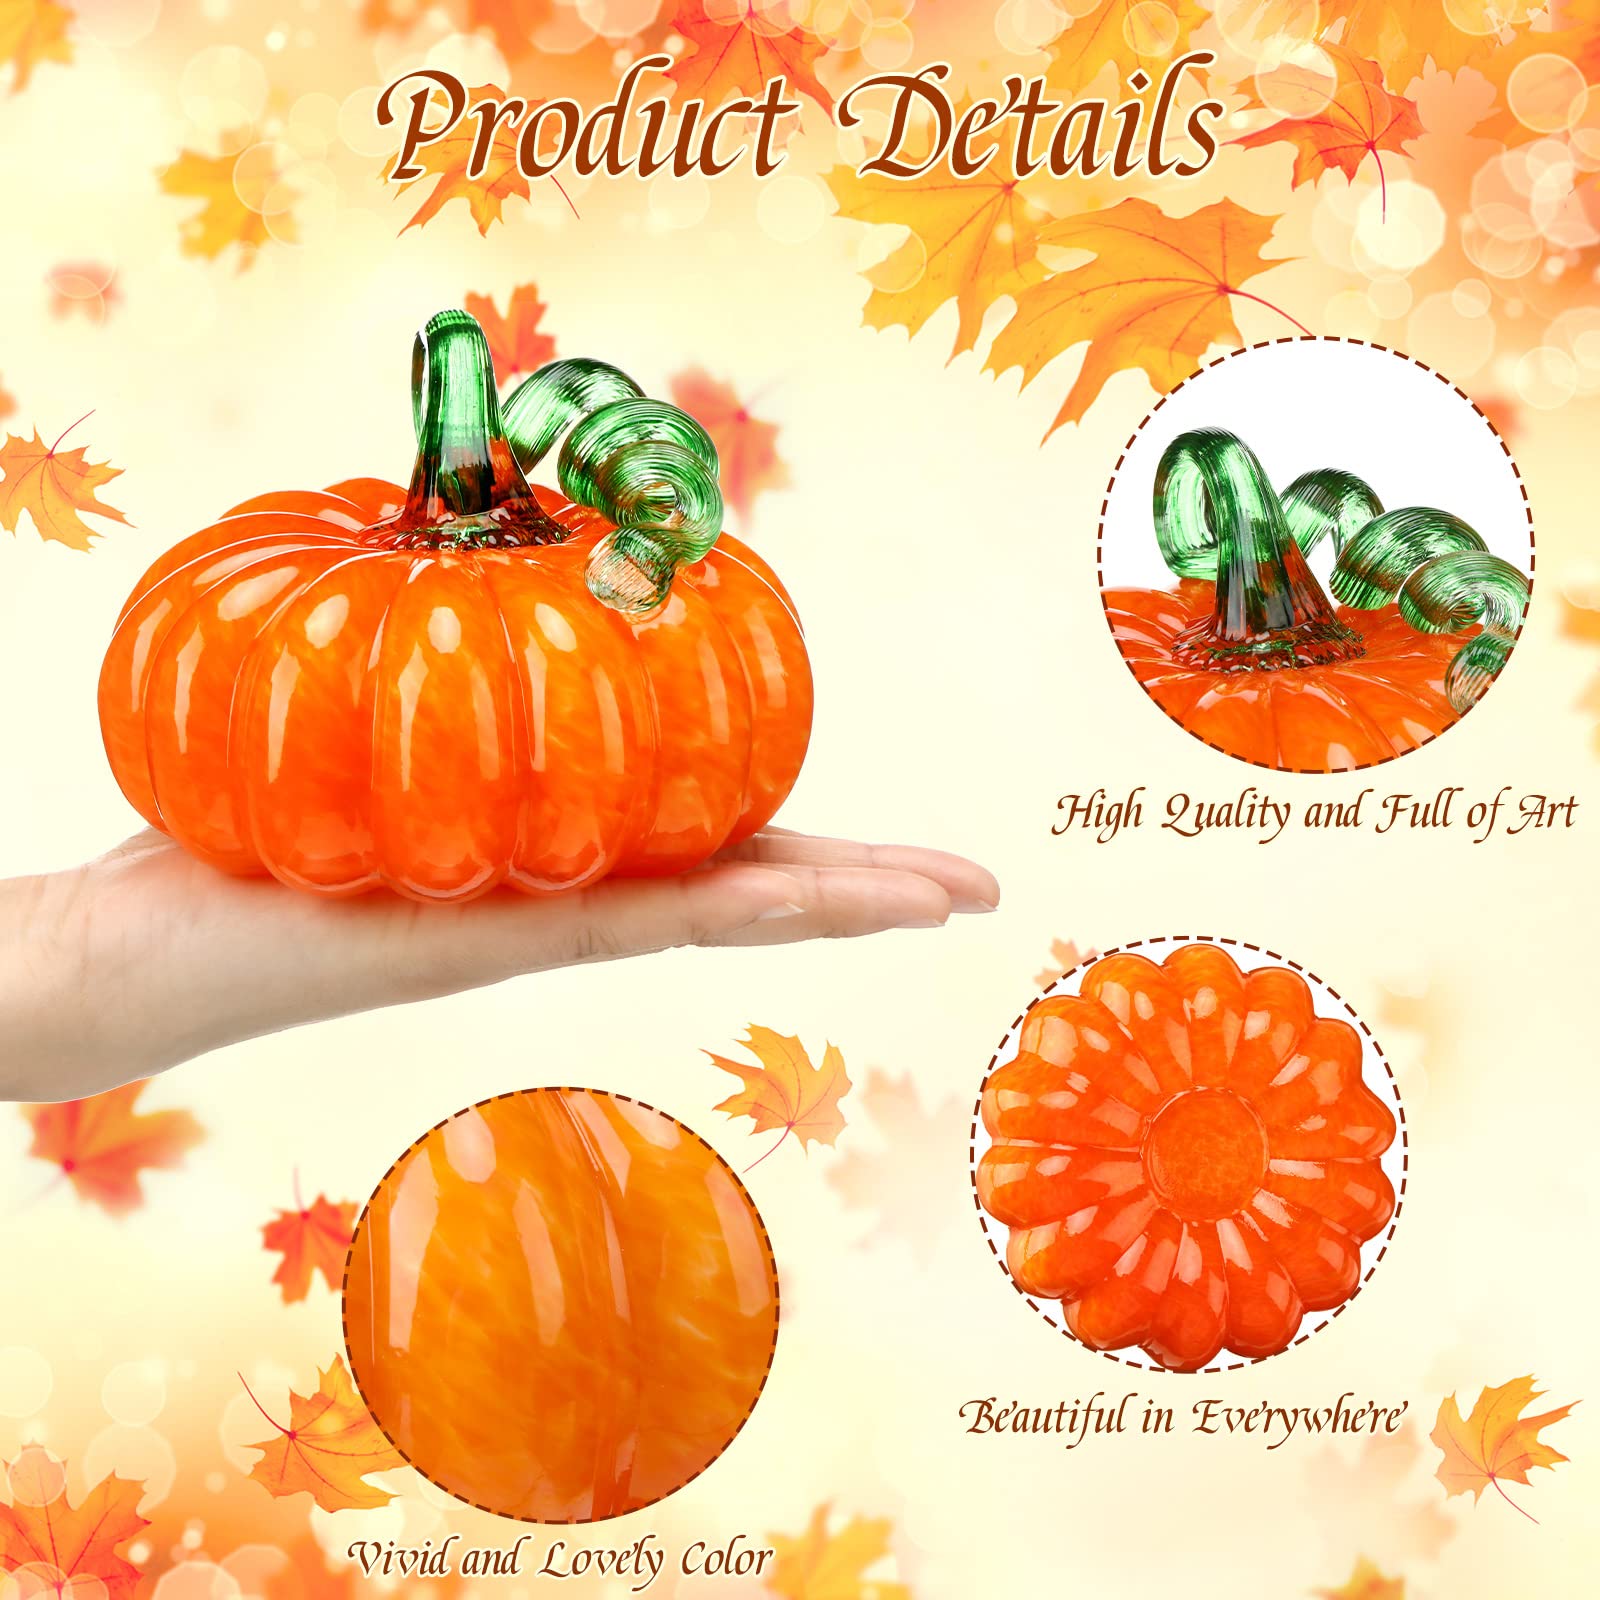 Product Details
High Quality and Full of Art
Beautiful in Everywhere
Vivid and Lovely Color